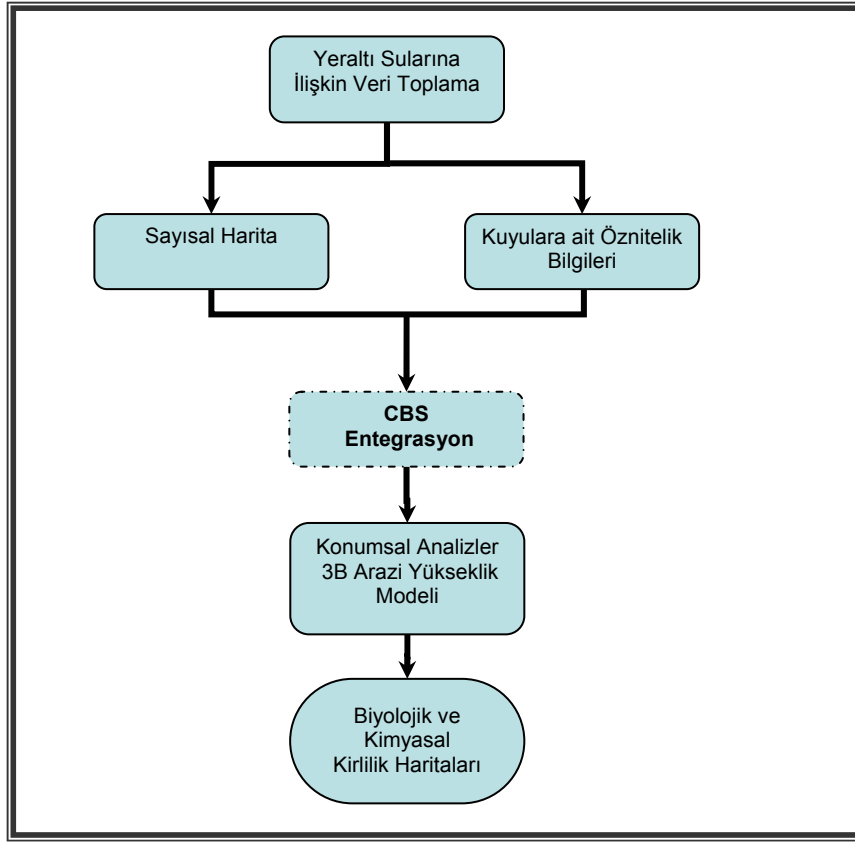 Yeraltı Sularına
İlişkin Veri Toplama
Sayısal Harita
Kuyulara ait Öznitelik
Bilgileri
CBS
Entegrasyon
Konumsal Analizler
3B Arazi Yükseklik
Modeli
Biyolojik ve
Kimyasal
Kirlilik Haritaları